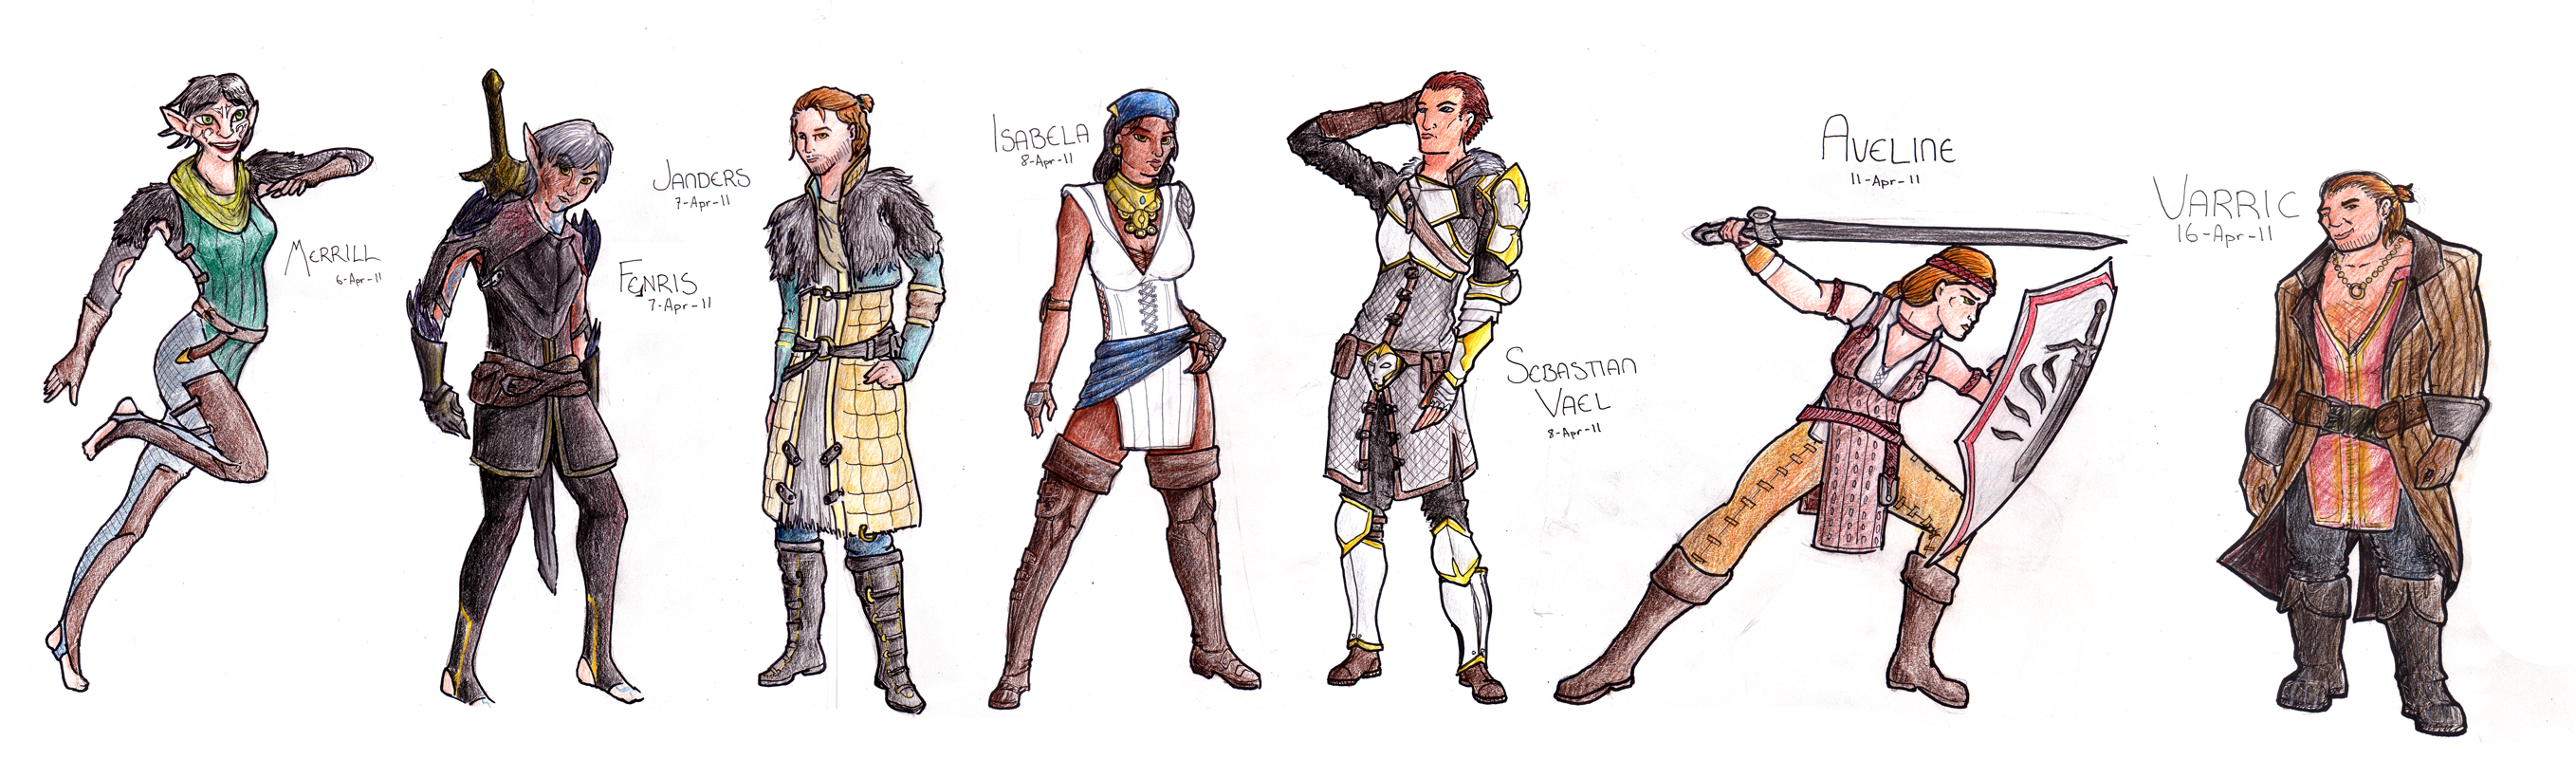 MERRILL
6-Apr-11
FENRIS
7-Apr-11
JANDERS
7-Apr-11
ISABELA
8-Apr-11
SEBASTIAN
VAEL
8-Apr-11
AVELINE
11-Apr-11
VARRIC
16-Apr-11